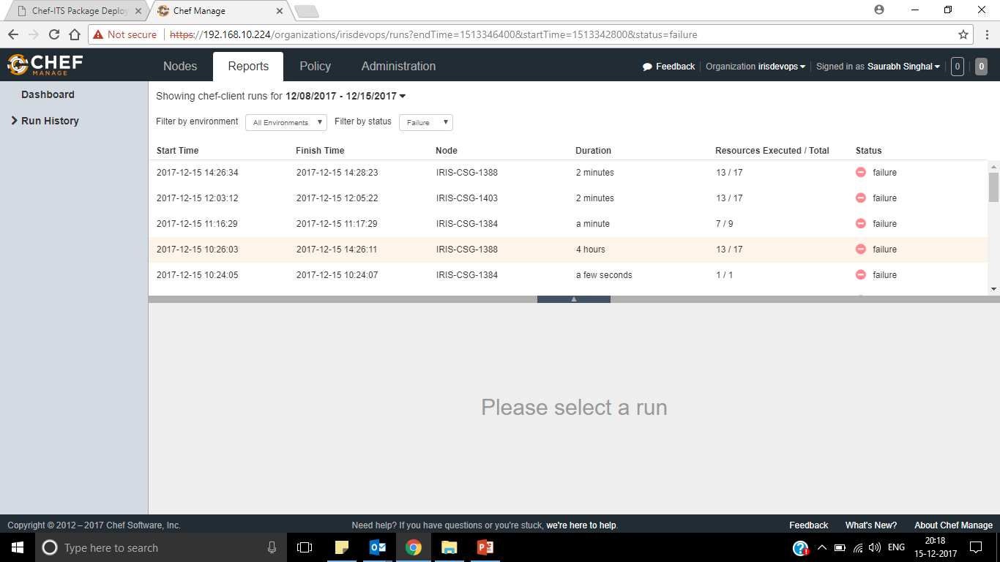 Chef-ITS Package Deploy
Chef Manage
Not secure https://192.168.10.224/organizations/irisdevops/runs?endTime=1513346400&startTime=1513342800&status=failure
CHEF
MANAGE
Nodes Reports Policy Administration Feedback Organization irisdevops Signed in as Saurabh Singhal 0 0
Dashboard
Run History
Showing chef-client runs for 12/08/2017 - 12/15/2017
Filter by environment All Environments Filter by status Failure
Start Time Finish Time Node Duration Resources Executed / Total Status
2017-12-15 14:26:34 2017-12-15 14:28:23 IRIS-CSG-1388 2 minutes 13 / 17 failure
2017-12-15 12:03:12 2017-12-15 12:05:22 IRIS-CSG-1403 2 minutes 13 / 17 failure
2017-12-15 11:16:29 2017-12-15 11:17:29 IRIS-CSG-1384 a minute 7 / 9 failure
2017-12-15 10:26:03 2017-12-15 14:26:11 IRIS-CSG-1388 4 hours 13 / 17 failure
2017-12-15 10:24:05 2017-12-15 10:24:07 IRIS-CSG-1384 a few seconds 1 / 1 failure
Please select a run
Copyright © 2012 – 2017 Chef Software, Inc. Need help? If you have questions or you're stuck, we're here to help. Feedback What's New? About Chef Manage
Type here to search
ENG
20:18
15-12-2017